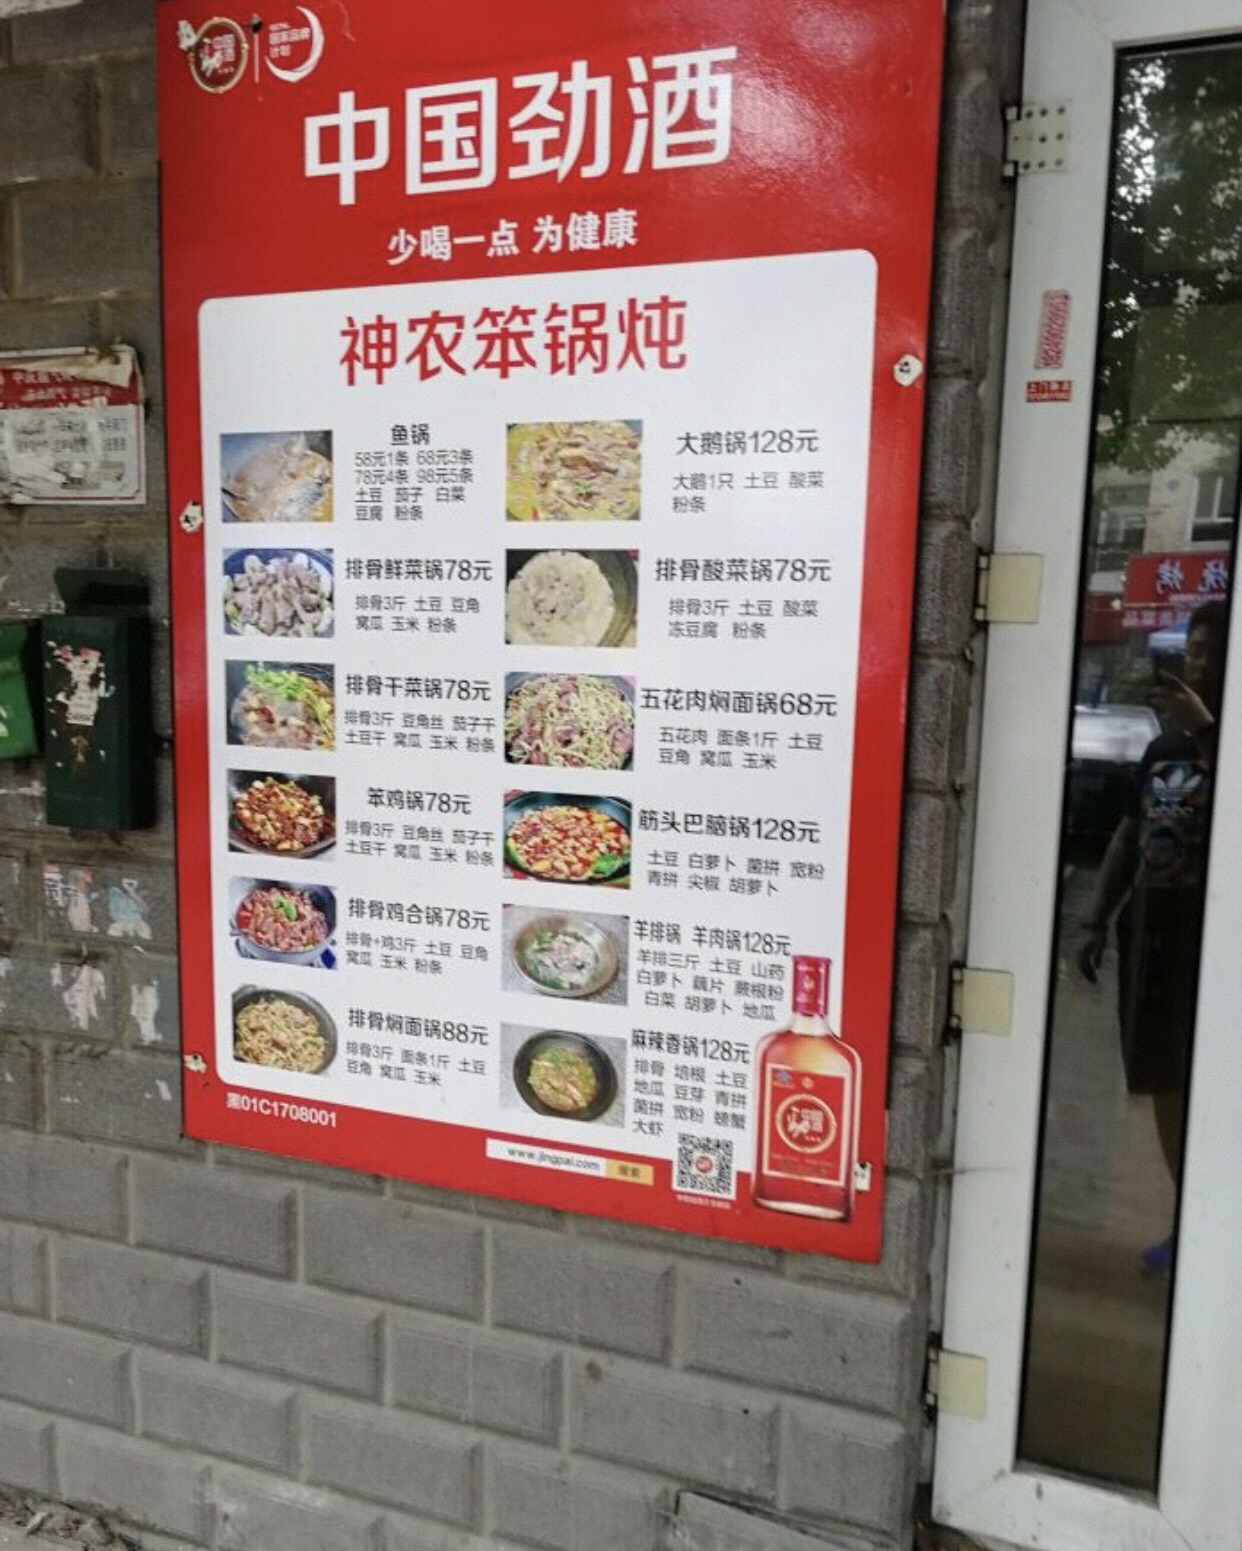 中国劲酒
少喝一点 为健康
神农笨锅炖
鱼锅
58元1条 68元3条
78元4条 98元5条
土豆 茄子 白菜
豆腐 粉条
大鹅锅128元
大鹅1只 土豆 酸菜
粉条
排骨鲜菜锅78元
排骨3斤 土豆 豆角
窝瓜 玉米 粉条
排骨酸菜锅78元
排骨3斤 土豆 酸菜
冻豆腐 粉条
排骨干菜锅78元
排骨3斤 豆角丝 茄子干
土豆干 窝瓜 玉米 粉条
五花肉焖面锅68元
五花肉 面条1斤 土豆
豆角 窝瓜 玉米
笨鸡锅78元
排骨3斤 豆角丝 茄子干
土豆干 窝瓜 玉米 粉条
筋头巴脑锅128元
土豆 白萝卜 菌拼 宽粉
青拼 尖椒 胡萝卜
排骨鸡合锅78元
排骨+鸡3斤 土豆 豆角
窝瓜 玉米 粉条
羊排锅 羊肉锅128元
羊排三斤 土豆 山药
白萝卜 藕片 蕨根粉
白菜 胡萝卜 地瓜
排骨焖面锅88元
排骨3斤 面条1斤 土豆
豆角 窝瓜 玉米
麻辣香锅128元
排骨 培根 土豆
地瓜 豆芽 青拼
菌拼 宽粉 螃蟹
大虾
黑01C1708001
www.jingpai.com 搜索